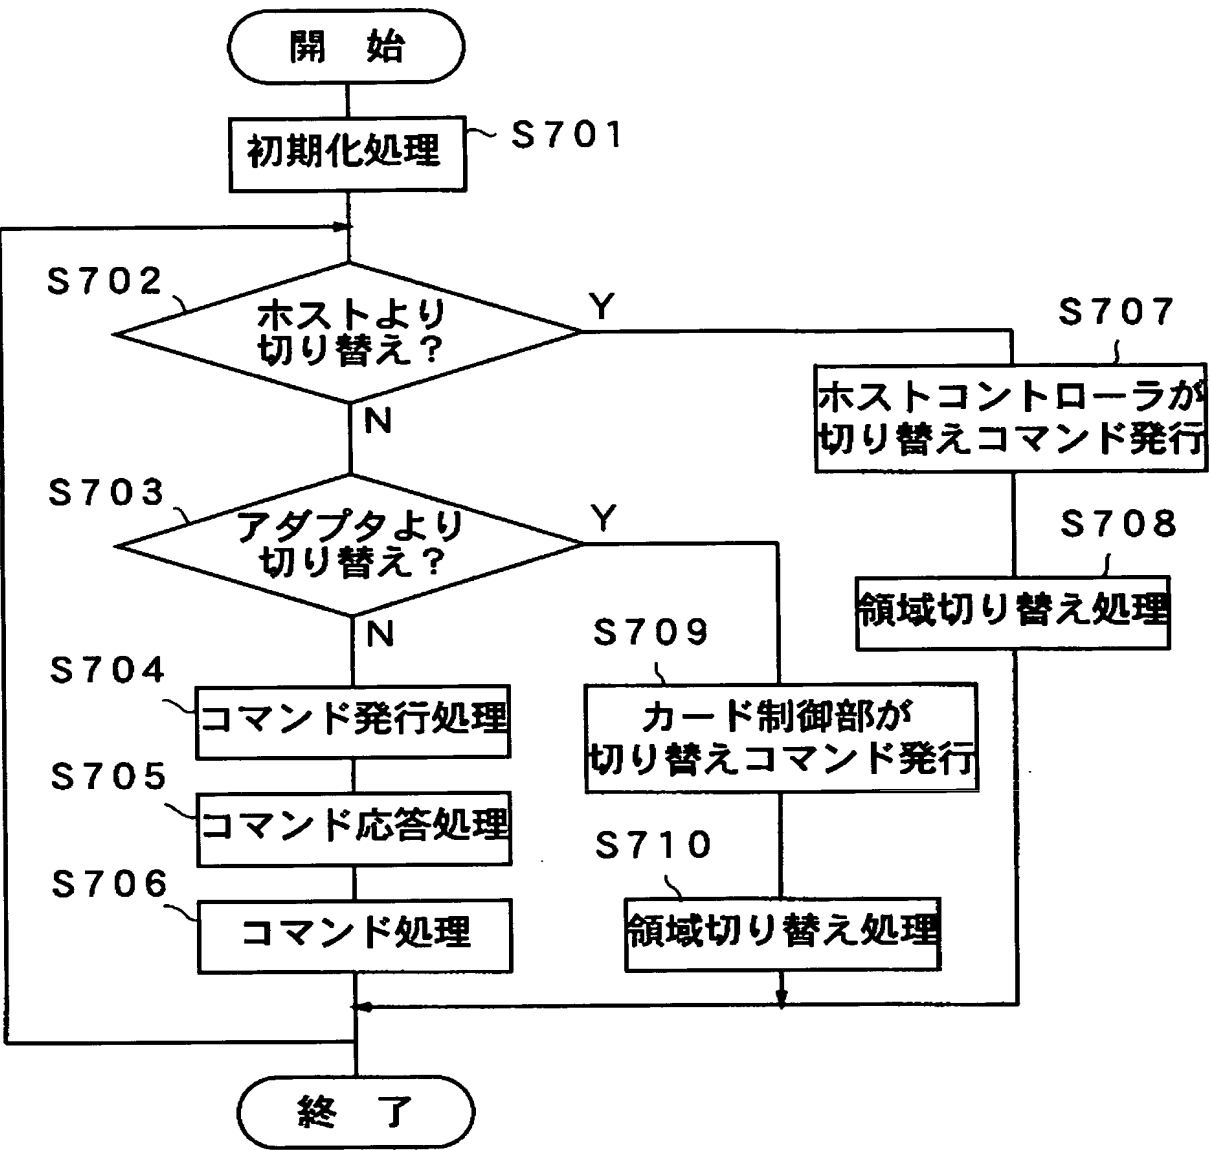 開 始
初期化処理
S701
S702
ホストより
切り替え?
Y
N
S707
ホストコントローラが
切り替えコマンド発行
S708
領域切り替え処理
S703
アダプタより
切り替え?
Y
N
S709
カード制御部が
切り替えコマンド発行
S710
領域切り替え処理
S704
コマンド発行処理
S705
コマンド応答処理
S706
コマンド処理
終 了